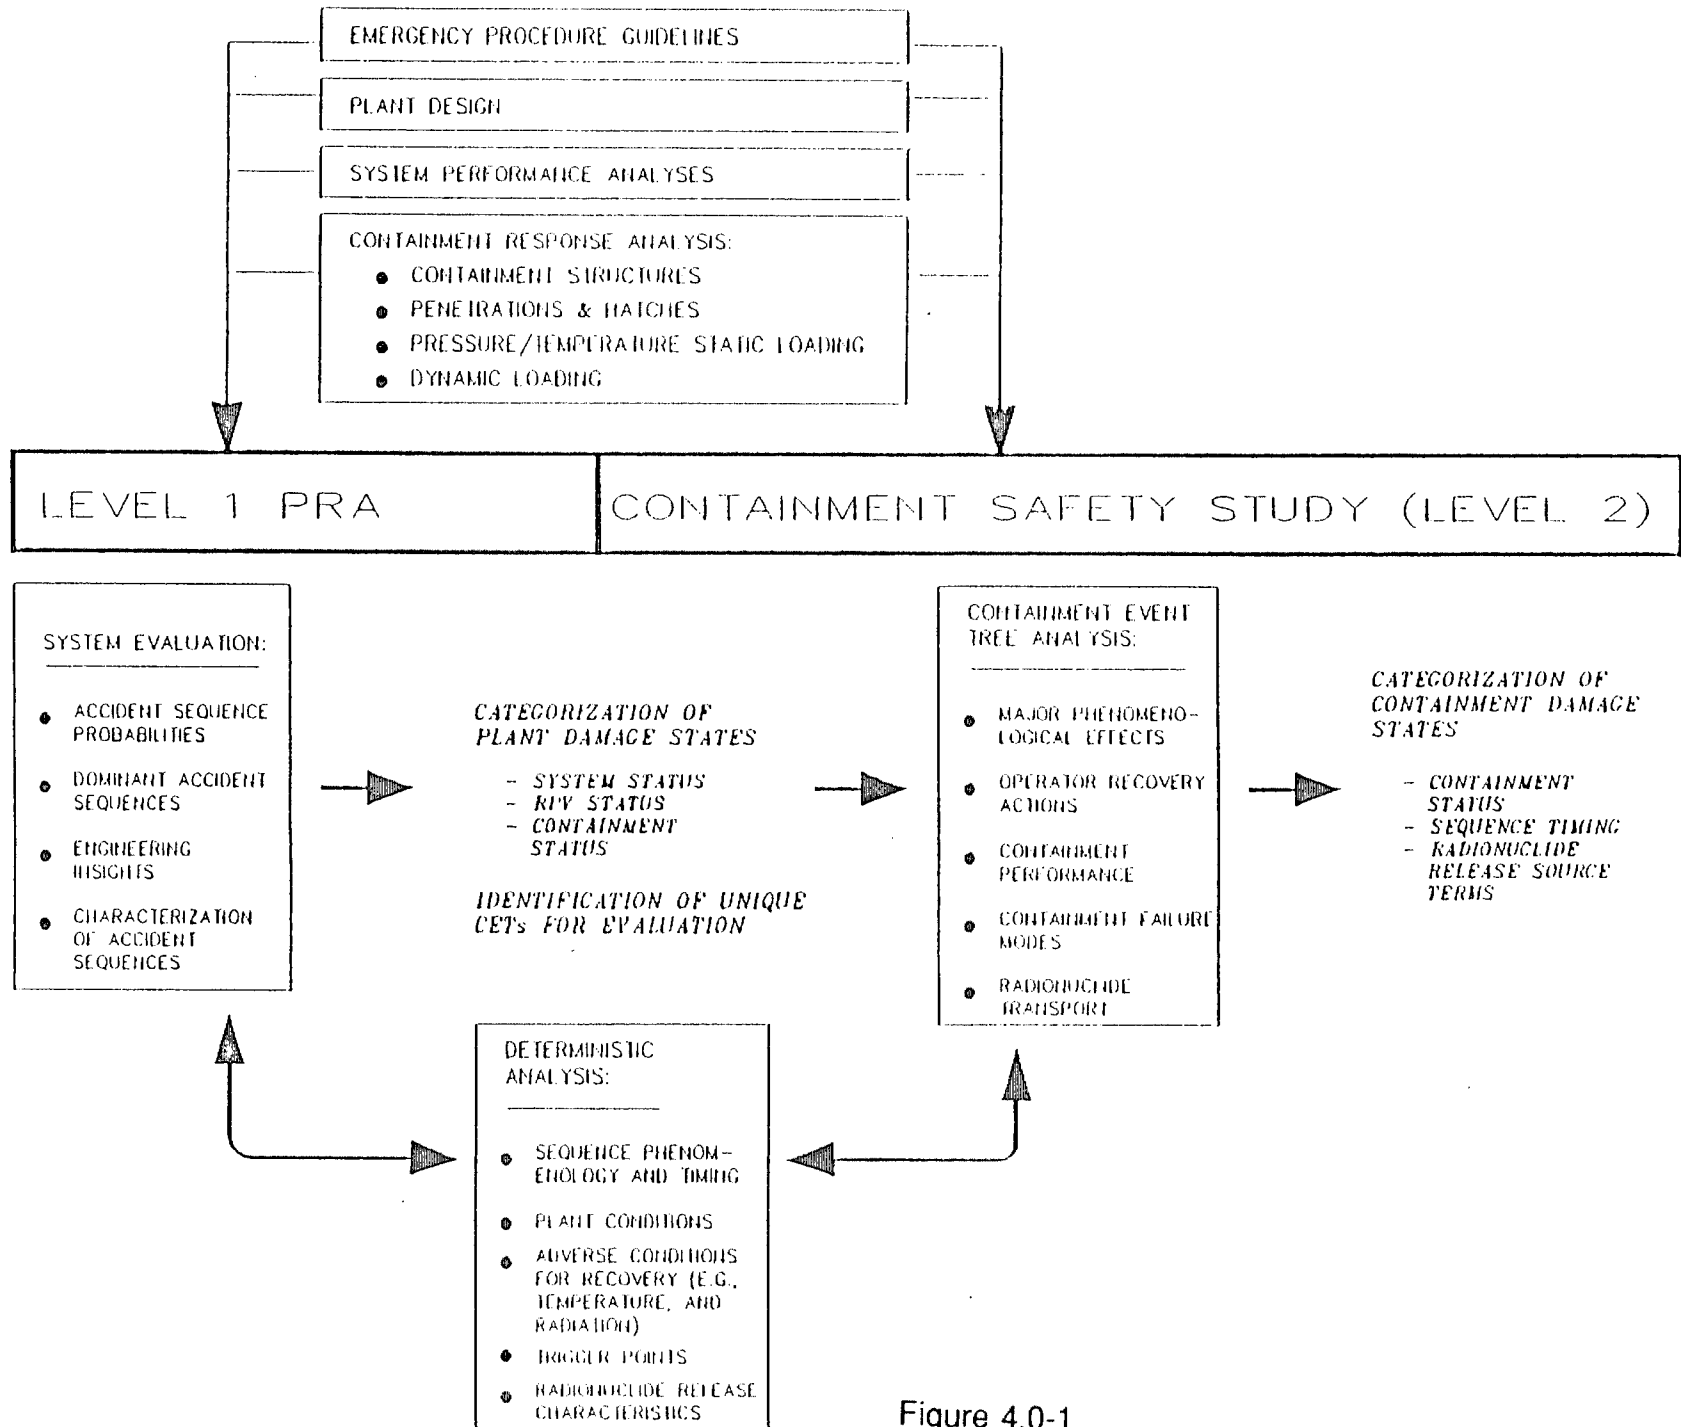 EMERGENCY PROCEDURE GUIDELINES
PLANT DESIGN
SYSTEM PERFORMANCE ANALYSES
CONTAINMENT RESPONSE ANALYSIS:
● CONTAINMENT STRUCTURES
● PENETRATIONS & HATCHES
● PRESSURE/TEMPERATURE STATIC LOADING
● DYNAMIC LOADING
LEVEL 1 PRA
CONTAINMENT SAFETY STUDY (LEVEL 2)
SYSTEM EVALUATION:
● ACCIDENT SEQUENCE
PROBABILITIES
● DOMINANT ACCIDENT
SEQUENCES
● ENGINEERING
INSIGHTS
● CHARACTERIZATION
OF ACCIDENT
SEQUENCES
CATEGORIZATION OF
PLANT DAMAGE STATES
- SYSTEM STATUS
- RPV STATUS
- CONTAINMENT
STATUS
IDENTIFICATION OF UNIQUE
CETs FOR EVALUATION
CONTAINMENT EVENT
TREE ANALYSIS:
● MAJOR PHENOMENO-
LOGICAL EFFECTS
● OPERATOR RECOVERY
ACTIONS
● CONTAINMENT
PERFORMANCE
● CONTAINMENT FAILURE
MODES
● RADIONUCLIDE
TRANSPORT
CATEGORIZATION OF
CONTAINMENT DAMAGE
STATES
- CONTAINMENT
STATUS
- SEQUENCE TIMING
- RADIONUCLIDE
RELEASE SOURCE
TERMS
DETERMINISTIC
ANALYSIS:
● SEQUENCE PHENOM-
ENOLOGY AND TIMING
● PLANT CONDITIONS
● ADVERSE CONDITIONS
FOR RECOVERY (E.G.,
TEMPERATURE, AND
RADIATION)
● TRIGGER POINTS
● RADIONUCLIDE RELEASE
CHARACTERISTICS
Figure 4.0-1